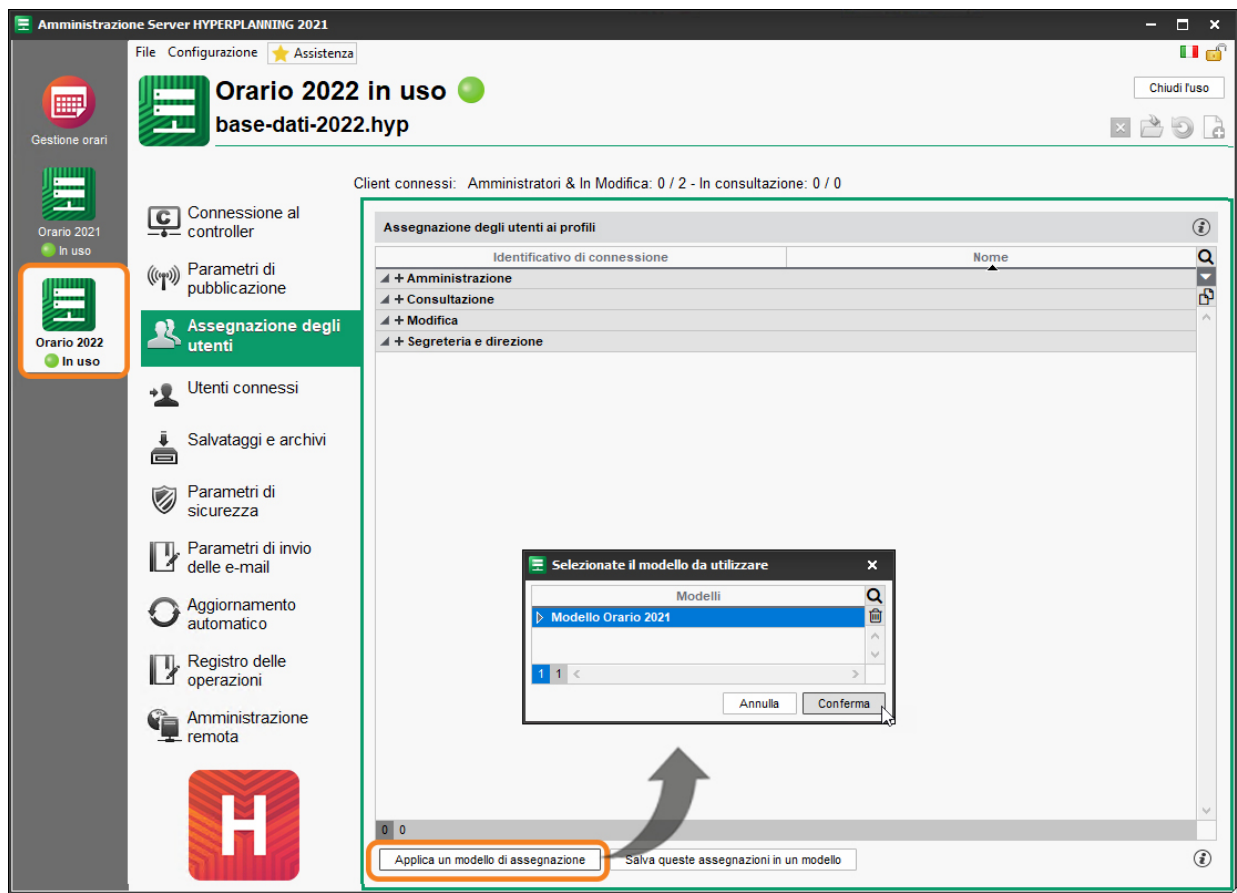 Amministrazione Server HYPERPLANNING 2021
File Configurazione Assistenza
Orario 2022 in uso
base-dati-2022.hyp
Chiudi l'uso
Gestione orari
Orario 2021
In uso
Orario 2022
In uso
Client connessi: Amministratori & In Modifica: 0 / 2 - In consultazione: 0 / 0
C
Connessione al
controller
Parametri di
pubblicazione
Assegnazione degli
utenti
Utenti connessi
Salvataggi e archivi
Parametri di
sicurezza
Parametri di invio
delle e-mail
Aggiornamento
automatico
Registro delle
operazioni
Amministrazione
remota
H
Assegnazione degli utenti ai profili
Identificativo di connessione Nome
+ Amministrazione
+ Consultazione
+ Modifica
+ Segreteria e direzione
Selezionate il modello da utilizzare
Modelli
Modello Orario 2021
1 1
Annulla Conferma
0 0
Applica un modello di assegnazione Salva queste assegnazioni in un modello